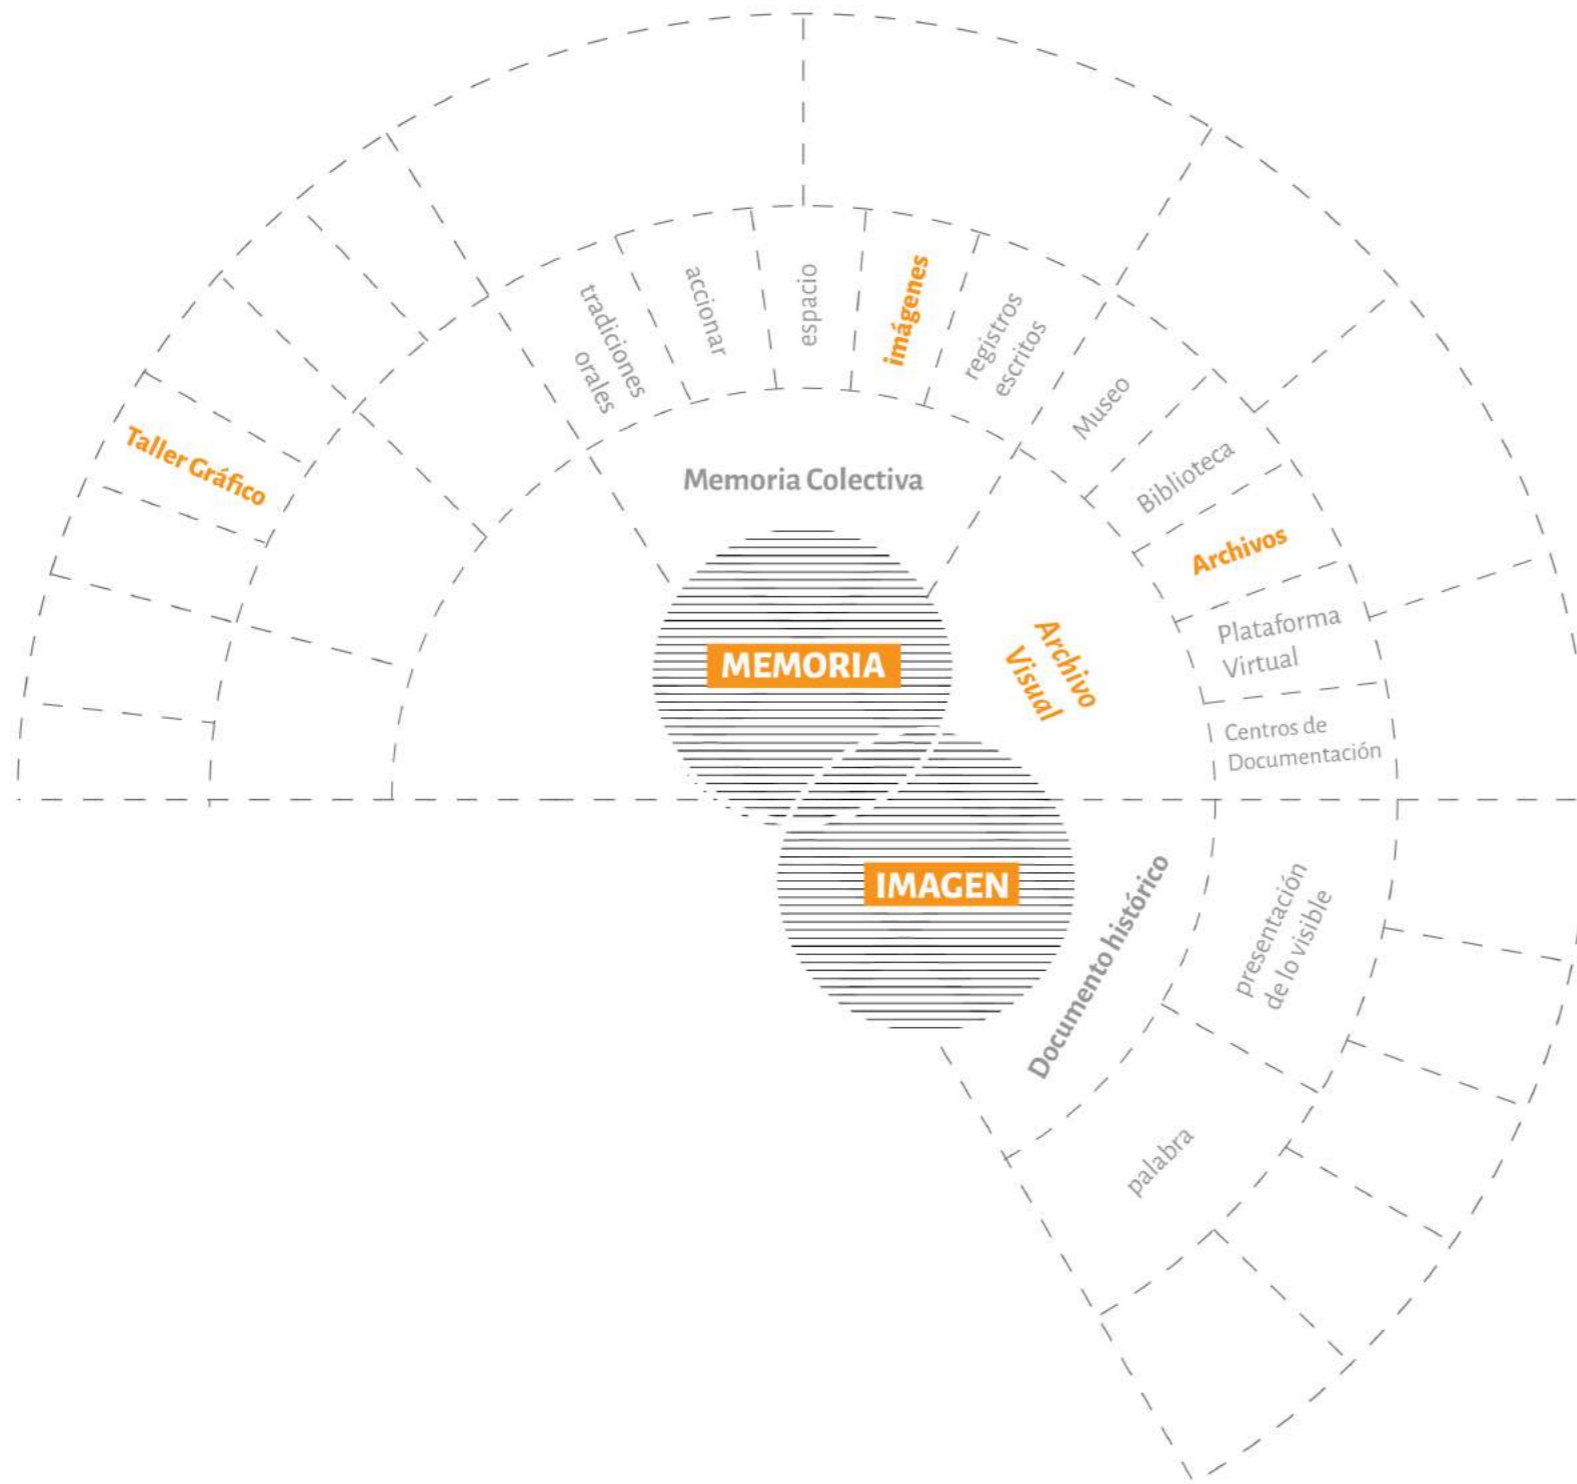 Taller Gráfico
tradiciones
orales
accionar
espacio
imágenes
registros
escritos
Museo
Biblioteca
Archivos
Plataforma
Virtual
Centros de
Documentación
Memoria Colectiva
MEMORIA
Archivo
Visual
IMAGEN
Documento histórico
presentación
de lo visible
palabra